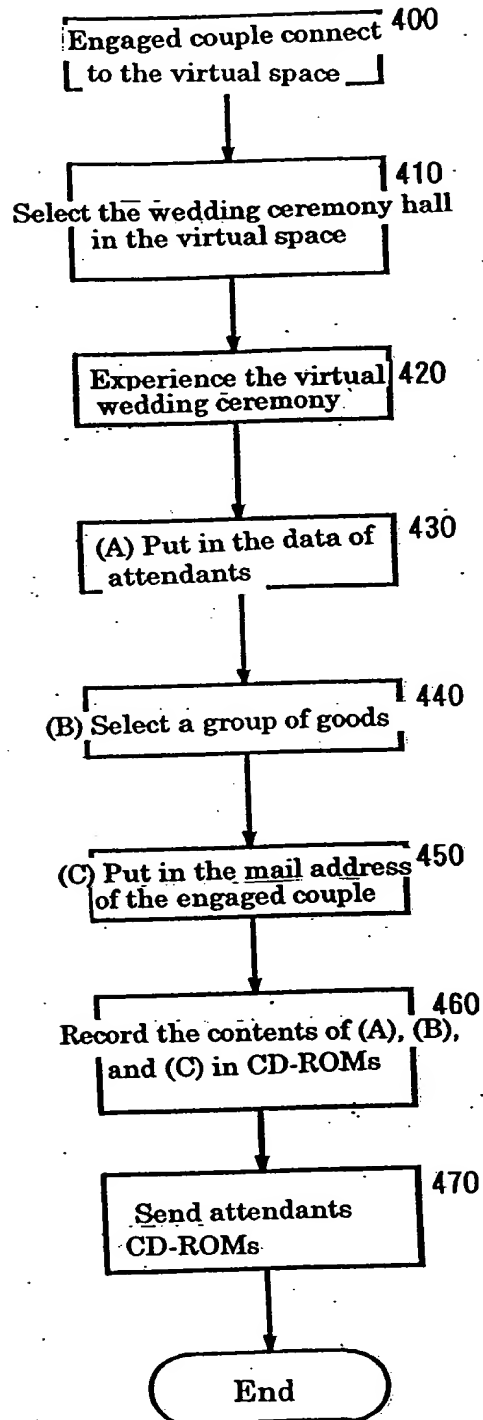 400
Engaged couple connect
to the virtual space
410
Select the wedding ceremony hall
in the virtual space
420
Experience the virtual
wedding ceremony
430
(A) Put in the data of
attendants
440
(B) Select a group of goods
450
(C) Put in the mail address
of the engaged couple
460
Record the contents of (A), (B),
and (C) in CD-ROMs
470
Send attendants
CD-ROMs
End